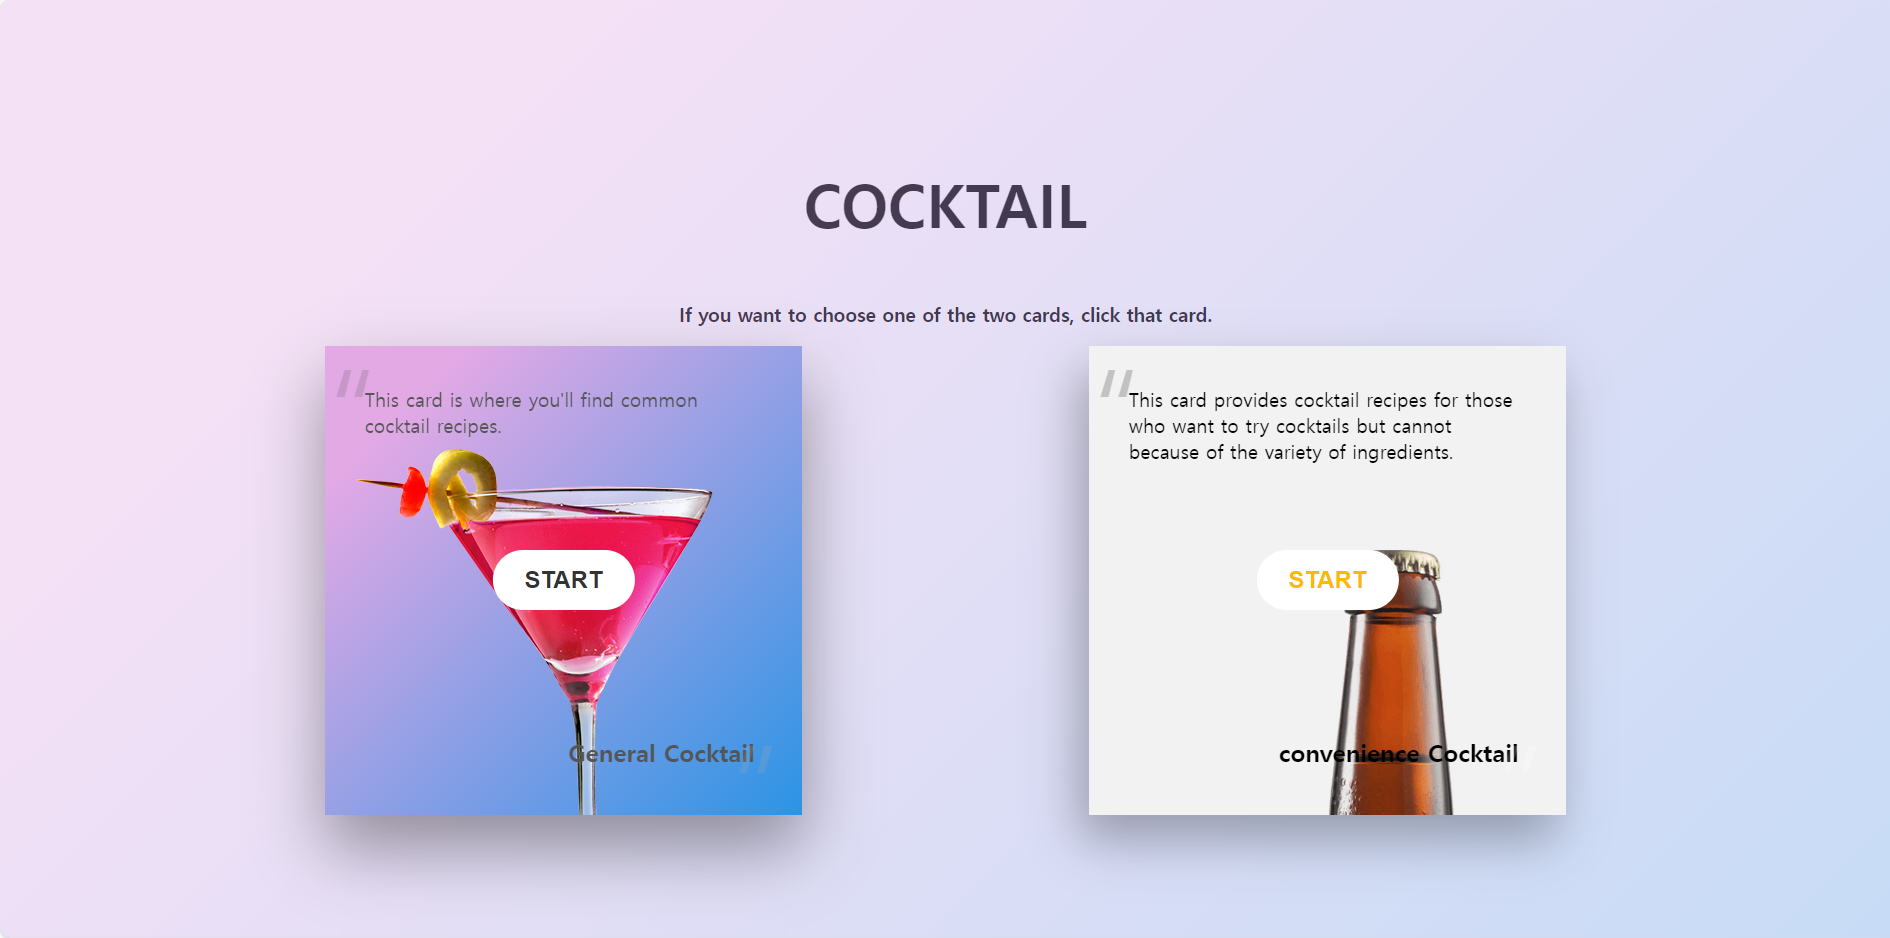 COCKTAIL
If you want to choose one of the two cards, click that card.
This card is where you'll find common
cocktail recipes.
START
General Cocktail
This card provides cocktail recipes for those
who want to try cocktails but cannot
because of the variety of ingredients.
START
convenience Cocktail